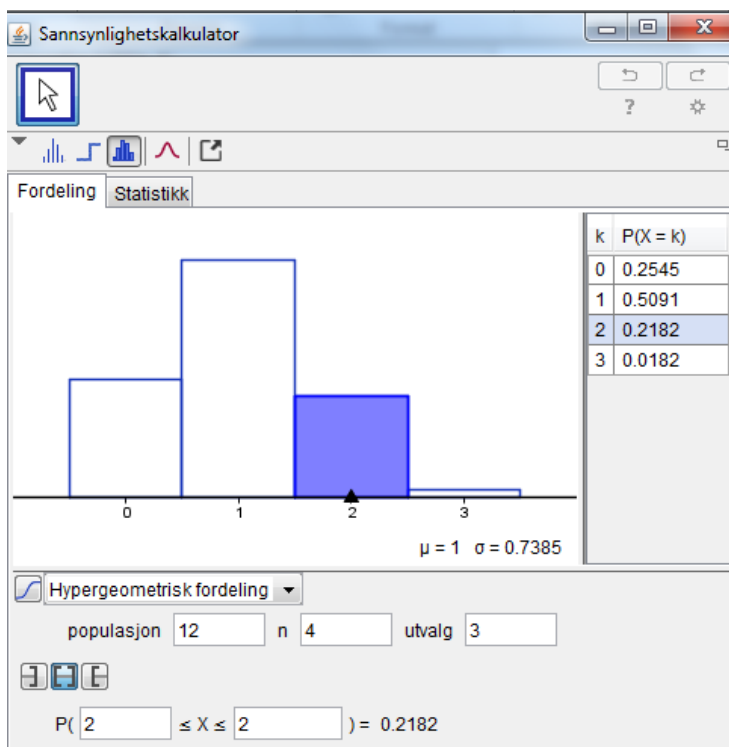 Sannsynlighetskalkulator
?
Fordeling Statistikk
k P(X = k)
0 0.2545
1 0.5091
2 0.2182
3 0.0182
0 1 2 3
μ = 1 σ = 0.7385
Hypergeometrisk fordeling
populasjon 12 n 4 utvalg 3
P( 2 ≤ X ≤ 2 ) = 0.2182